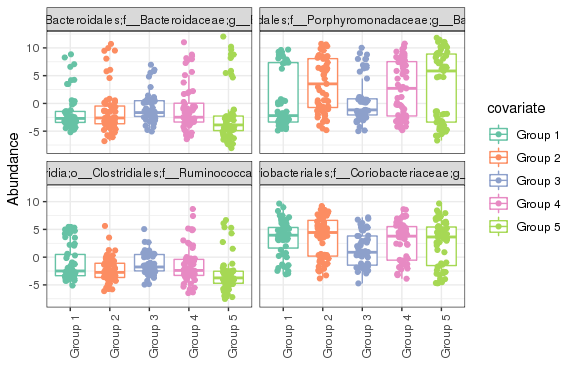 Bacteroidales;f__Bacteroidaceae;g__
dales;f__Porphyromonadaceae;g__Ba
10
5
0
-5
ridia;o__Clostridiales;f__Ruminococca
iobacteriales;f__Coriobacteriaceae;g_
10
5
0
-5
Abundance
Group 1
Group 2
Group 3
Group 4
Group 5
Group 1
Group 2
Group 3
Group 4
Group 5
covariate
Group 1
Group 2
Group 3
Group 4
Group 5